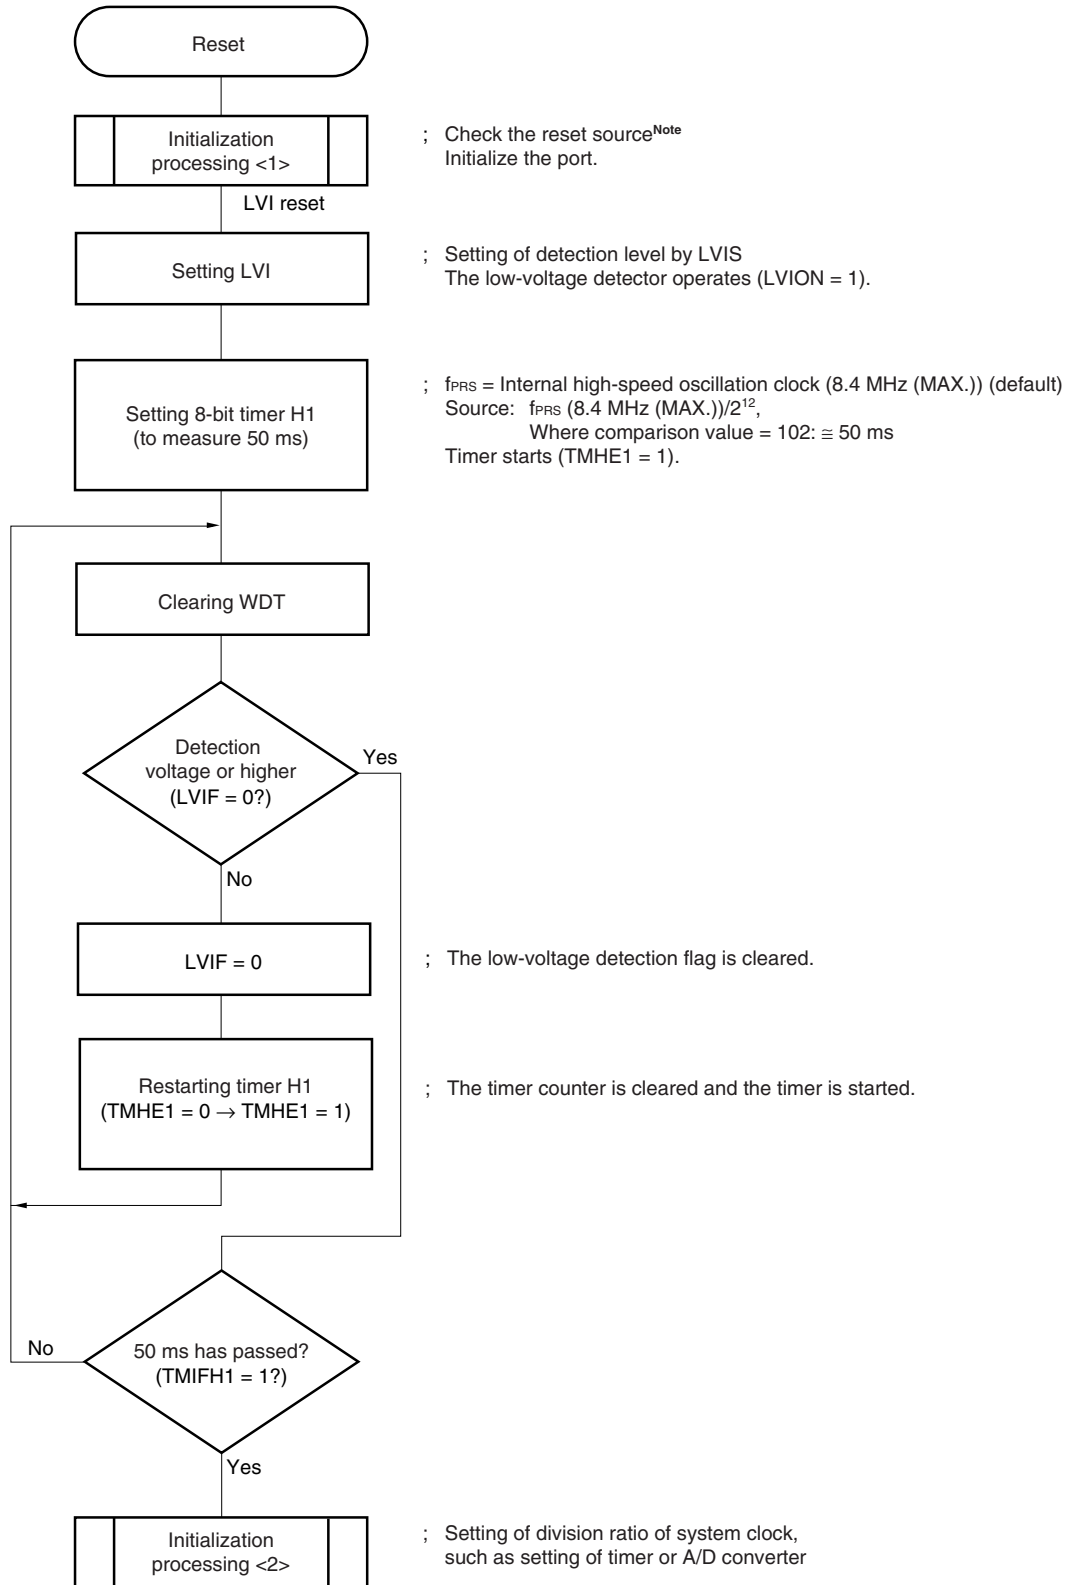 Reset
Initialization
processing <1>
; Check the reset sourceNote
Initialize the port.
LVI reset
Setting LVI
; Setting of detection level by LVIS
The low-voltage detector operates (LVION = 1).
Setting 8-bit timer H1
(to measure 50 ms)
; fPRS = Internal high-speed oscillation clock (8.4 MHz (MAX.)) (default)
Source: fPRS (8.4 MHz (MAX.))/2¹²,
Where comparison value = 102: ≅ 50 ms
Timer starts (TMHE1 = 1).
Clearing WDT
Detection
voltage or higher
(LVIF = 0?)
Yes
No
LVIF = 0
; The low-voltage detection flag is cleared.
Restarting timer H1
(TMHE1 = 0 → TMHE1 = 1)
; The timer counter is cleared and the timer is started.
No
50 ms has passed?
(TMIFH1 = 1?)
Yes
Initialization
processing <2>
; Setting of division ratio of system clock,
such as setting of timer or A/D converter